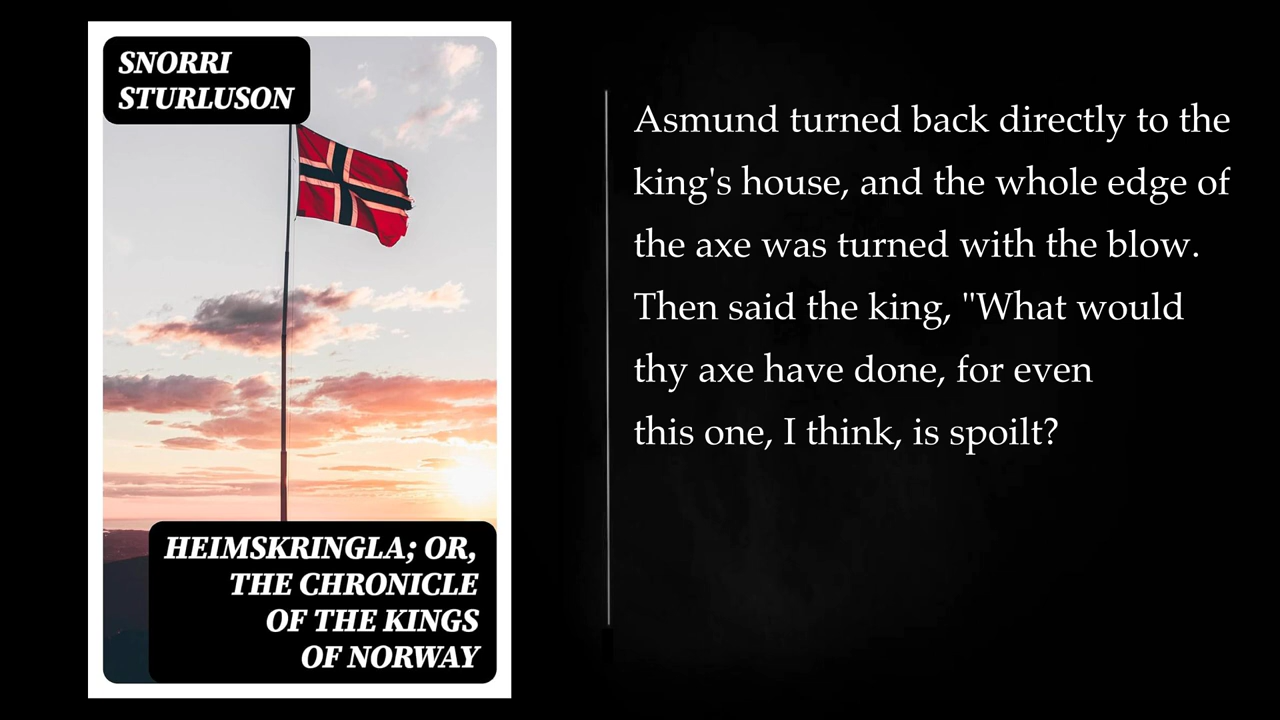 SNORRI
STURLUSON
HEIMSKRINGLA; OR,
THE CHRONICLE
OF THE KINGS
OF NORWAY
Asmund turned back directly to the
king's house, and the whole edge of
the axe was turned with the blow.
Then said the king, "What would
thy axe have done, for even
this one, I think, is spoilt?